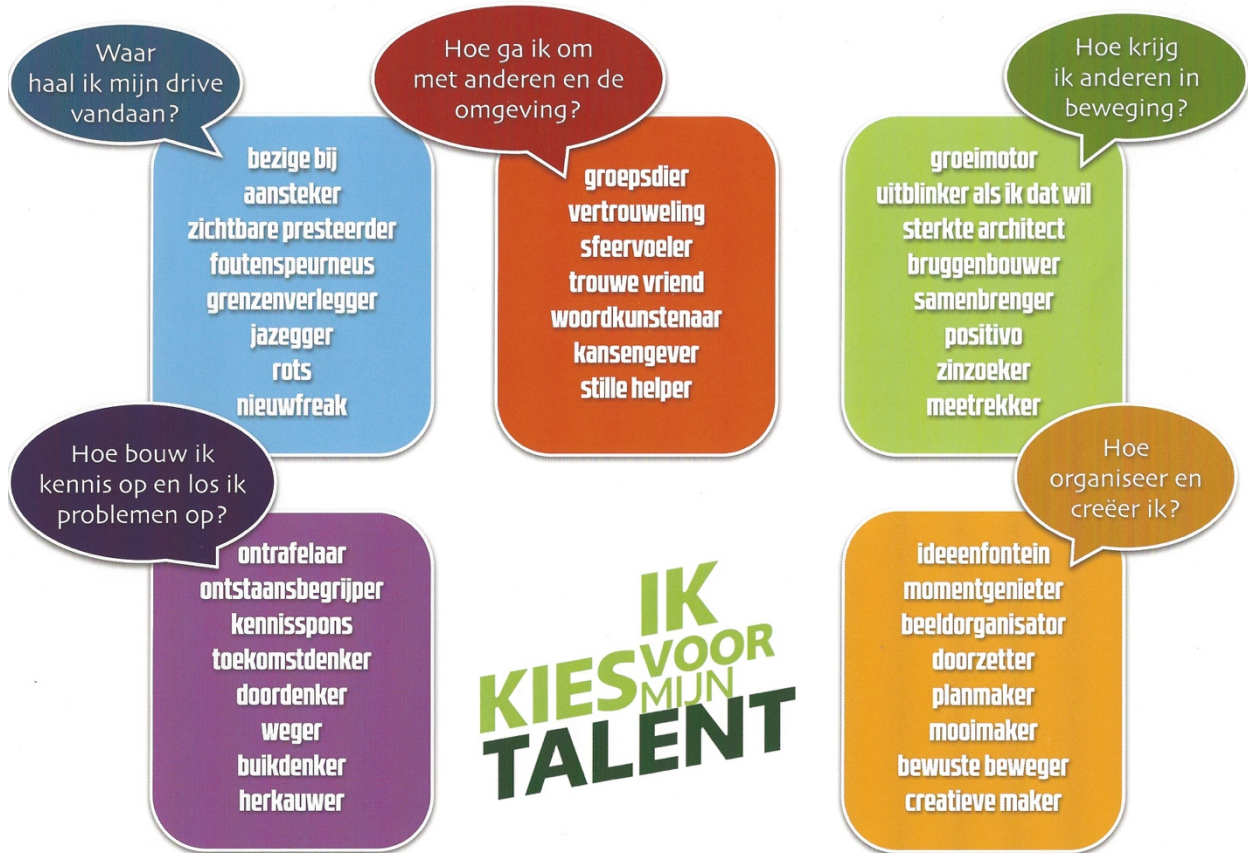 Waar
haal ik mijn drive
vandaan?
bezige bij
aansteker
zichtbare presteerder
foutenspeurneus
grenzenverlegger
jazegger
rots
nieuwfreak
Hoe ga ik om
met anderen en de
omgeving?
groepsdier
vertrouweling
sfeervoeler
trouwe vriend
woordkunstenaar
kansengever
stille helper
Hoe krijg
ik anderen in
beweging?
groeimotor
uitblinker als ik dat wil
sterkte architect
bruggenbouwer
samenbrenger
positivo
zinzoeker
meetrekker
Hoe bouw ik
kennis op en los ik
problemen op?
ontrafelaar
ontstaansbegrijper
kennisspons
toekomstdenker
doordenker
weger
buikdenker
herkauwer
IK
KIES VOOR
MIJN
TALENT
Hoe
organiseer en
creëer ik?
ideeenfontein
momentgenieter
beeldorganisator
doorzetter
planmaker
mooimaker
bewuste beweger
creatieve maker